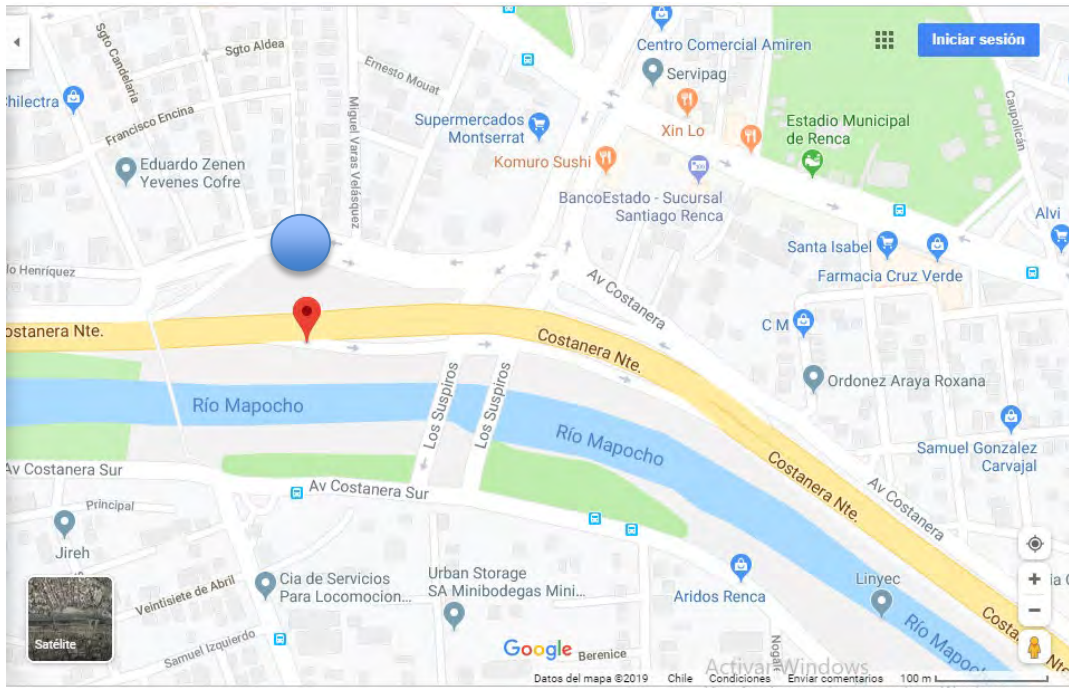 Sgto Candelaria
Sgto Aldea
Ernesto Mouat
Centro Comercial Amiren
Iniciar sesión
Servipag
Chilectra
Francisco Encina
Miguel Varas Velásquez
Supermercados
Montserrat
Xin Lo
Estadio Municipal
de Renca
Caupolicán
Eduardo Zenen
Yevenes Cofre
Komuro Sushi
BancoEstado - Sucursal
Santiago Renca
Alvi
Santa Isabel
Farmacia Cruz Verde
lo Henríquez
Av Costanera
C M
ostanera Nte.
Costanera Nte.
Ordonez Araya Roxana
Río Mapocho
Los Suspiros
Los Suspiros
Río Mapocho
Samuel Gonzalez
Carvajal
Av Costanera Sur
Av Costanera Sur
Costanera Nte.
Av Costanera
Principal
Jireh
Cia de Servicios
Para Locomocion...
Urban Storage
SA Minibodegas Mini...
Aridos Renca
Linyec
Veintisiete de Abril
Satélite
Samuel Izquierdo
Google
Berenice
Nogal
Río Mapocho
Activar Windows
Datos del mapa ©2019 Chile Condiciones Enviar comentarios 100 m